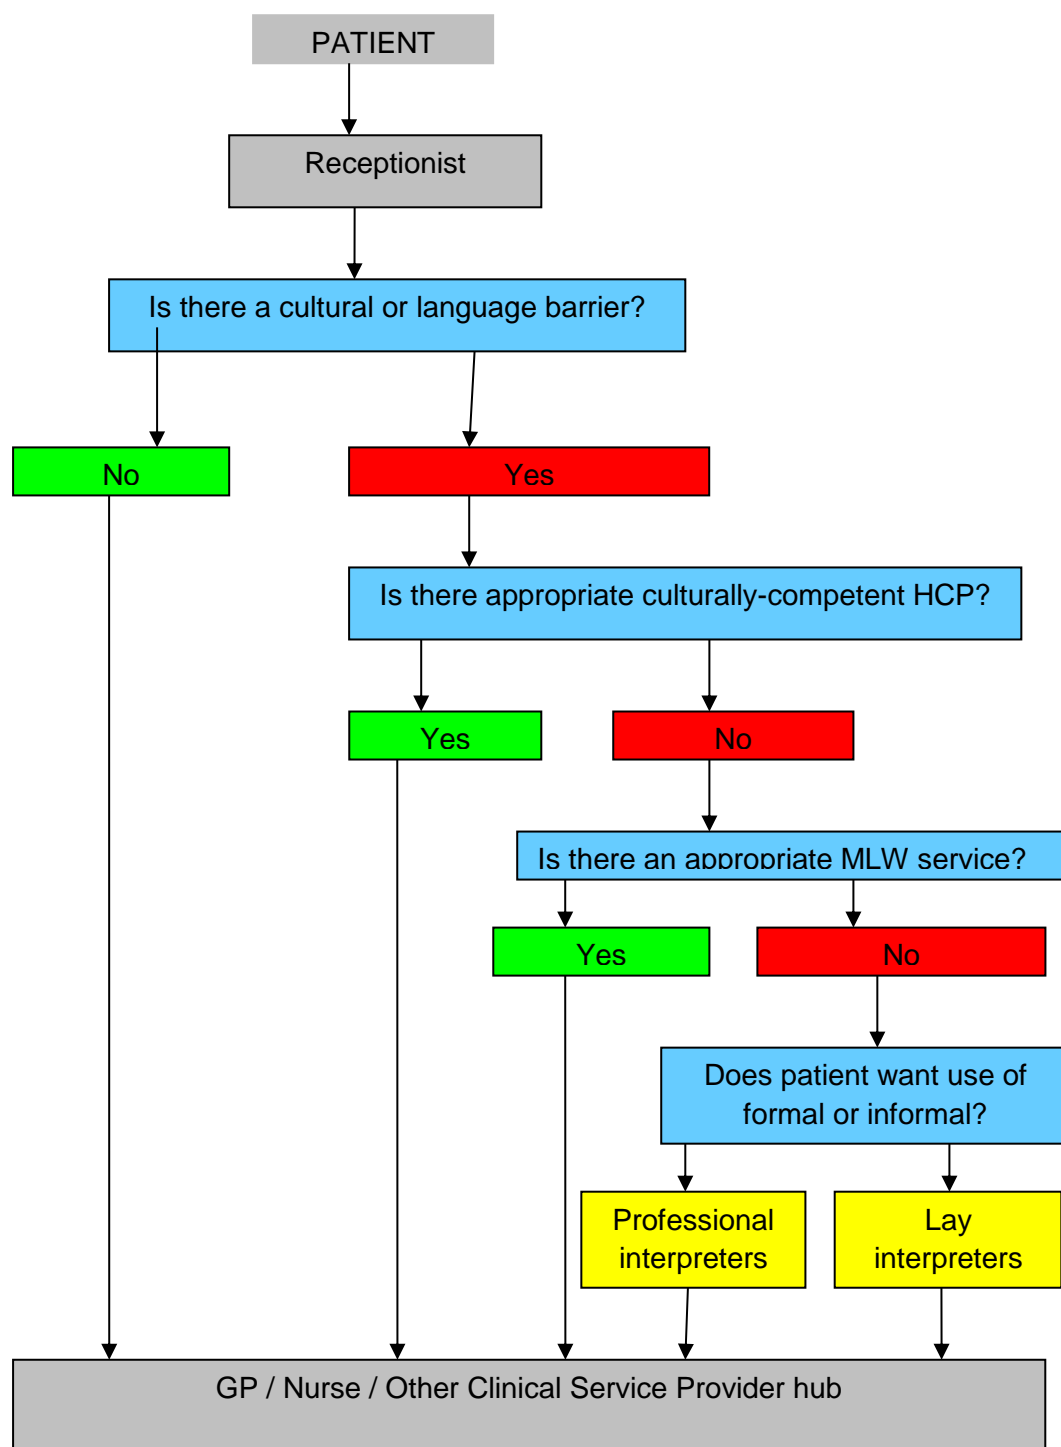 PATIENT
Receptionist
Is there a cultural or language barrier?
No
Yes
Is there appropriate culturally-competent HCP?
Yes
No
Is there an appropriate MLW service?
Yes
No
Does patient want use of
formal or informal?
Professional
interpreters
Lay
interpreters
GP / Nurse / Other Clinical Service Provider hub